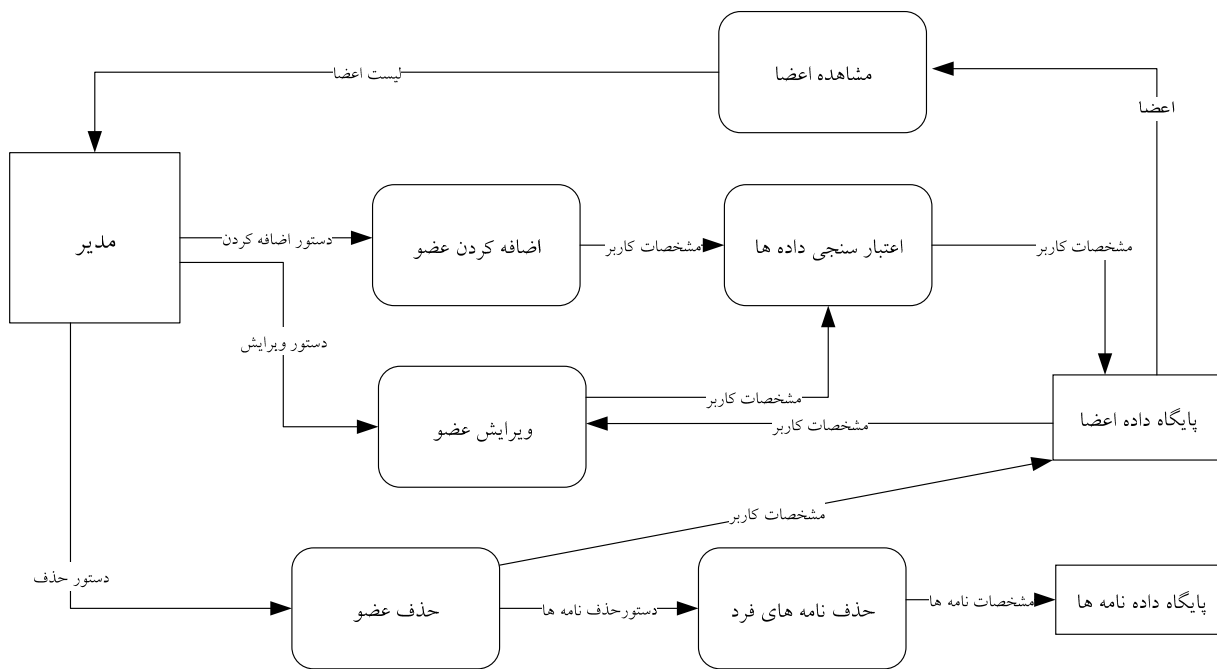 مشاهده اعضا
لیست اعضا
اعضا
مدیر
دستور اضافه کردن
اضافه کردن عضو
مشخصات کاربر
اعتبار سنجی داده ها
مشخصات کاربر
دستور ویرایش
ویرایش عضو
مشخصات کاربر
مشخصات کاربر
پایگاه داده اعضا
مشخصات کاربر
دستور حذف
حذف عضو
دستورحذف نامه ها
حذف نامه های فرد
مشخصات نامه ها
پایگاه داده نامه ها